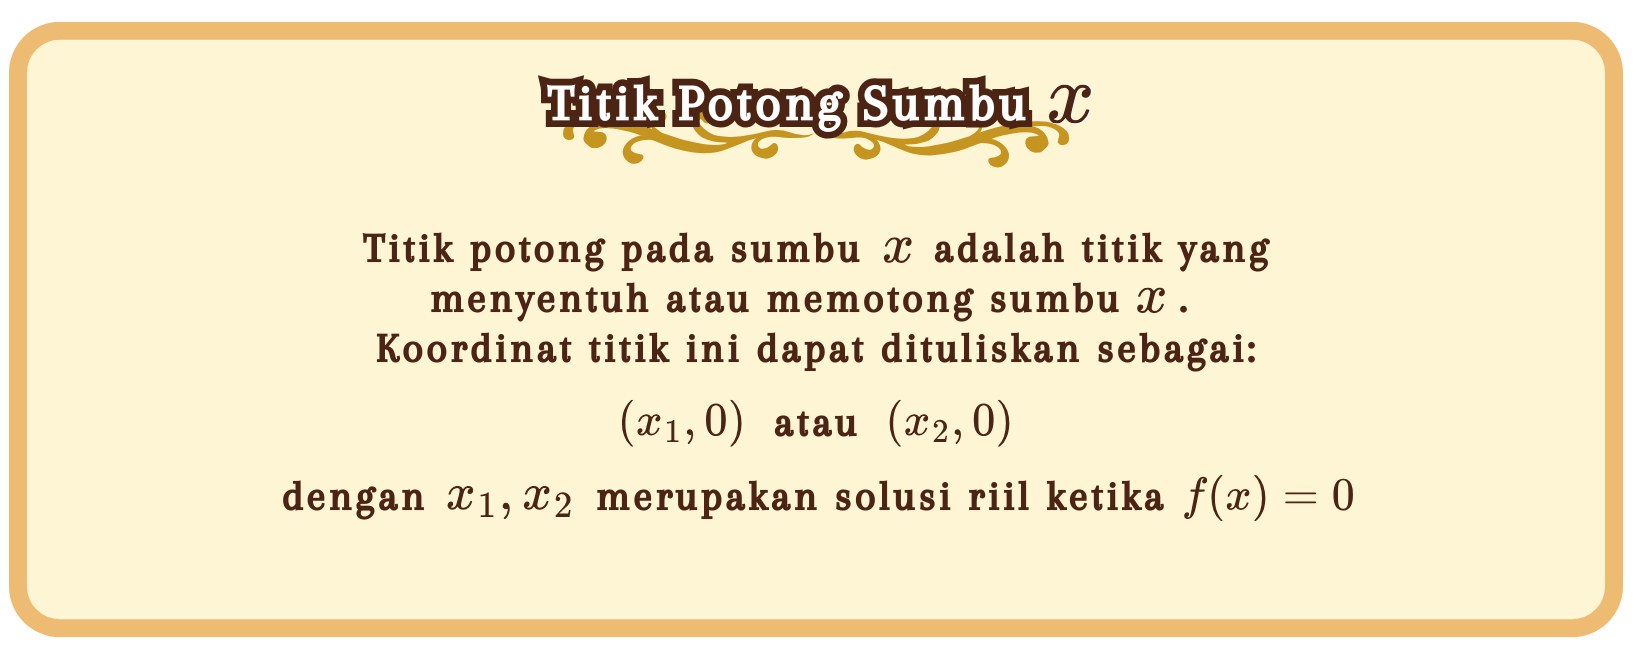 Titik Potong Sumbu x
Titik potong pada sumbu x adalah titik yang
menyentuh atau memotong sumbu x .
Koordinat titik ini dapat dituliskan sebagai:
(x₁, 0) atau (x₂, 0)
dengan x₁, x₂ merupakan solusi riil ketika f(x) = 0